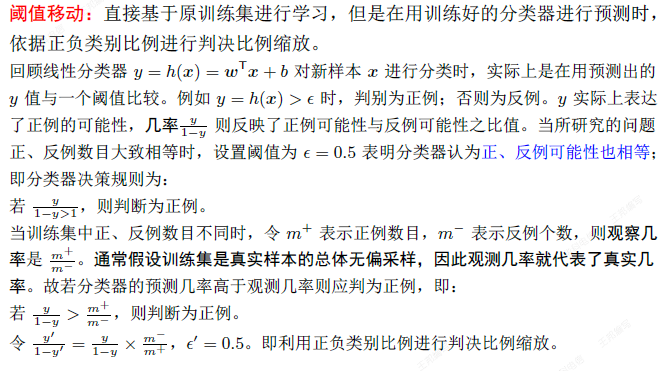 阈值移动：直接基于原训练集进行学习，但是在用训练好的分类器进行预测时，
依据正负类别比例进行判决比例缩放。
回顾线性分类器 $y = h(\boldsymbol{x}) = \boldsymbol{w}^{\mathsf{T}}\boldsymbol{x} + b$ 对新样本 $\boldsymbol{x}$ 进行分类时，实际上是在用预测出的
$y$ 值与一个阈值比较。例如 $y = h(\boldsymbol{x}) > \epsilon$ 时，判别为正例；否则为反例。$y$ 实际上表达
了正例的可能性，几率$\frac{y}{1-y}$ 则反映了正例可能性与反例可能性之比值。当所研究的问题
正、反例数目大致相等时，设置阈值为 $\epsilon = 0.5$ 表明分类器认为正、反例可能性也相等；
即分类器决策规则为：
若 $\frac{y}{1-y>1}$，则判断为正例。
当训练集中正、反例数目不同时，令 $m^+$ 表示正例数目，$m^-$ 表示反例个数，则观察几
率是 $\frac{m^+}{m^-}$。通常假设训练集是真实样本的总体无偏采样，因此观测几率就代表了真实几
率。故若分类器的预测几率高于观测几率则应判为正例，即：
若 $\frac{y}{1-y} > \frac{m^+}{m^-}$，则判断为正例。
令 $\frac{y'}{1-y'} = \frac{y}{1-y} \times \frac{m^-}{m^+}$，$\epsilon' = 0.5$。即利用正负类别比例进行判决比例缩放。